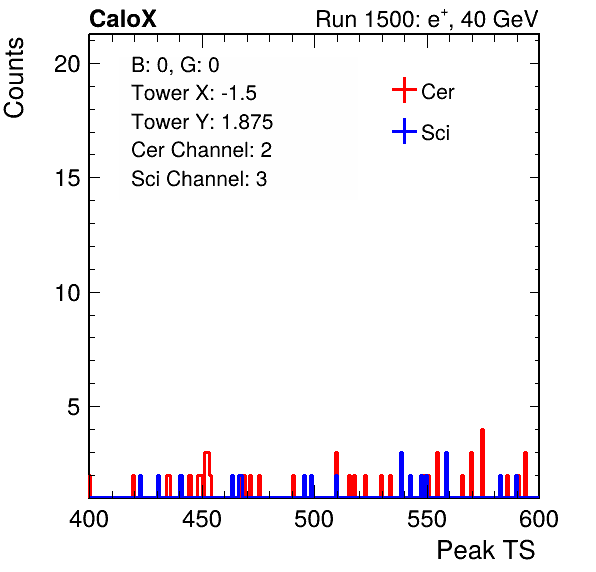 CaloX Run 1500: e⁺, 40 GeV
Counts
B: 0, G: 0
Tower X: -1.5
Tower Y: 1.875
Cer Channel: 2
Sci Channel: 3
Cer
Sci
20
15
10
5
400 450 500 550 600
Peak TS